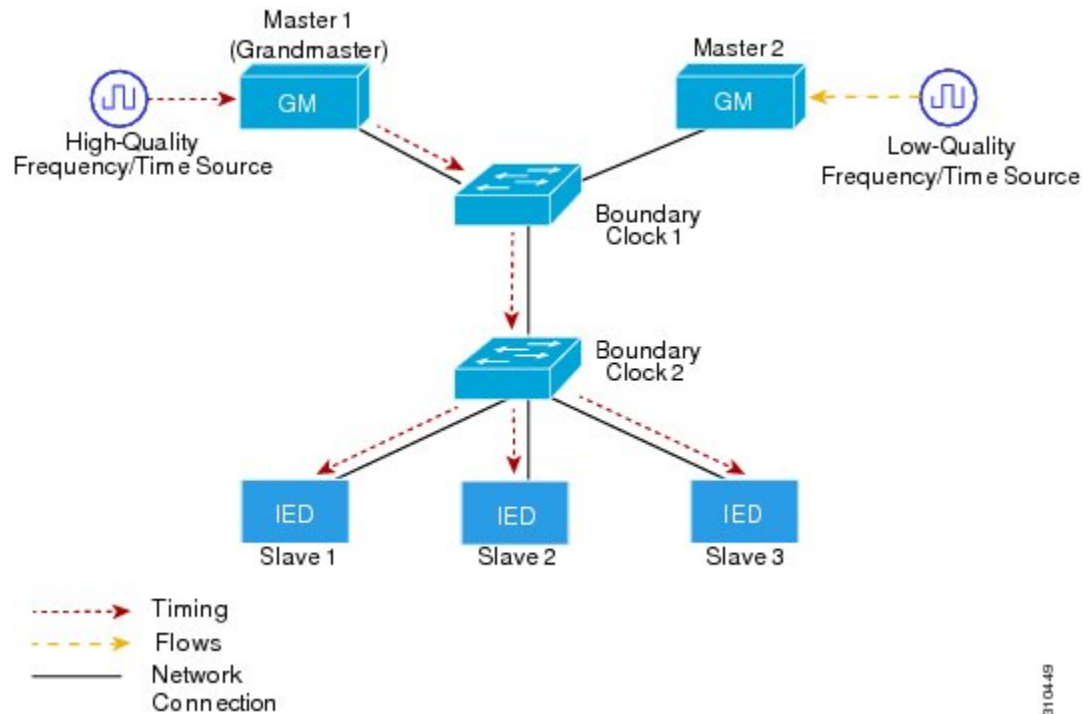 Master 1
(Grandmaster)
GM
High-Quality
Frequency/Time Source
Master 2
GM
Low-Quality
Frequency/Time Source
Boundary
Clock 1
Boundary
Clock 2
IED
Slave 1
IED
Slave 2
IED
Slave 3
Timing
Flows
Network
Connection
310449